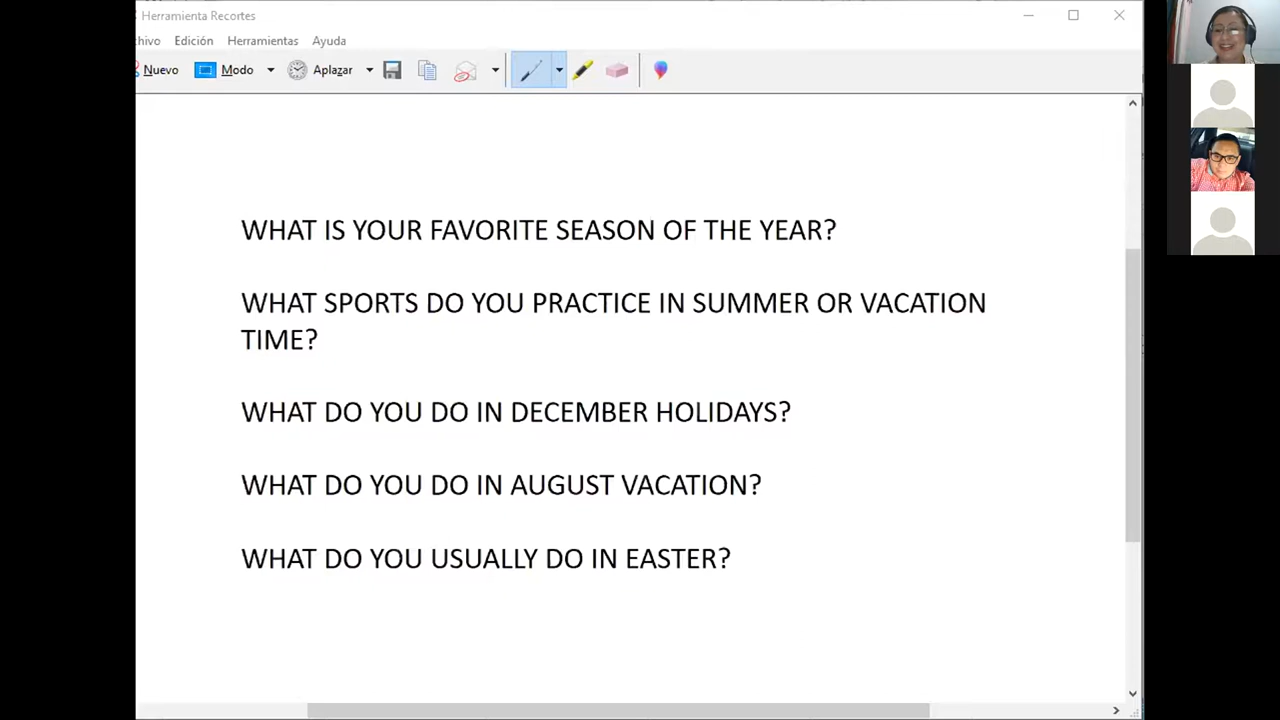 Herramienta Recortes
chivo Edición Herramientas Ayuda
Nuevo Modo Aplazar
WHAT IS YOUR FAVORITE SEASON OF THE YEAR?
WHAT SPORTS DO YOU PRACTICE IN SUMMER OR VACATION
TIME?
WHAT DO YOU DO IN DECEMBER HOLIDAYS?
WHAT DO YOU DO IN AUGUST VACATION?
WHAT DO YOU USUALLY DO IN EASTER?